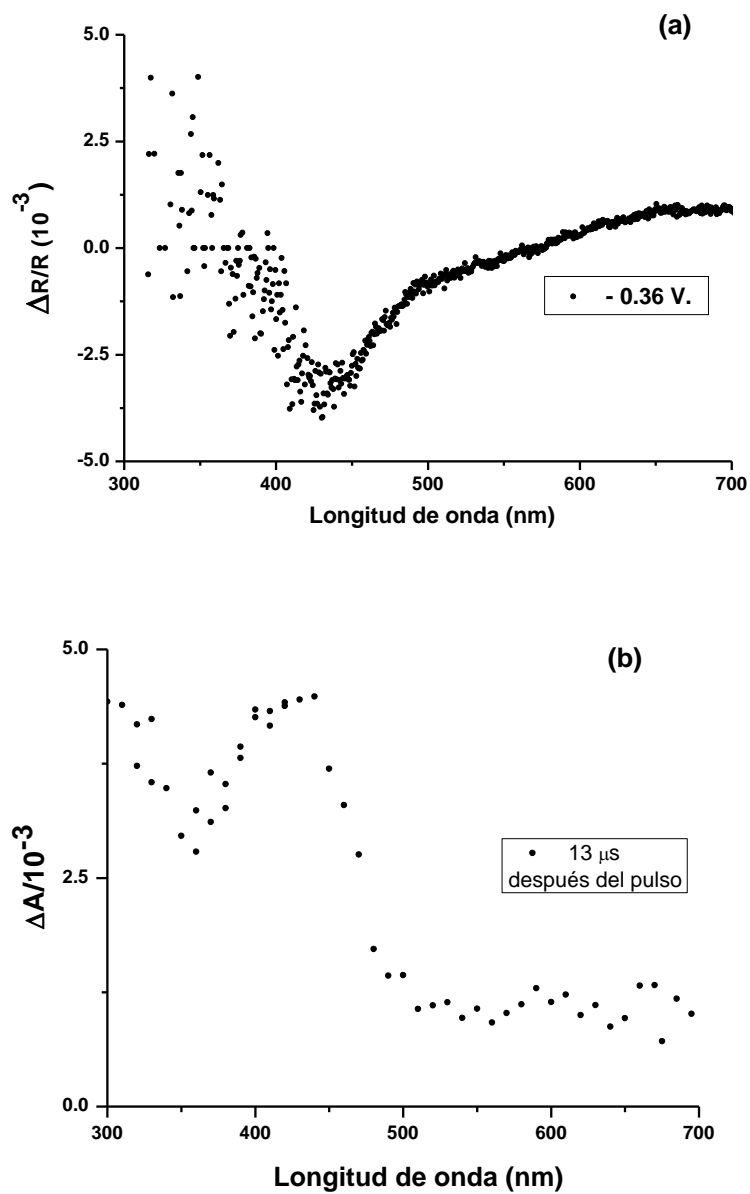 (a)
5.0
2.5
0.0
-2.5
-5.0
ΔR/R (10⁻³)
• - 0.36 V.
300 400 500 600 700
Longitud de onda (nm)
(b)
5.0
2.5
0.0
ΔA/10⁻³
• 13 μs
después del pulso
300 400 500 600 700
Longitud de onda (nm)